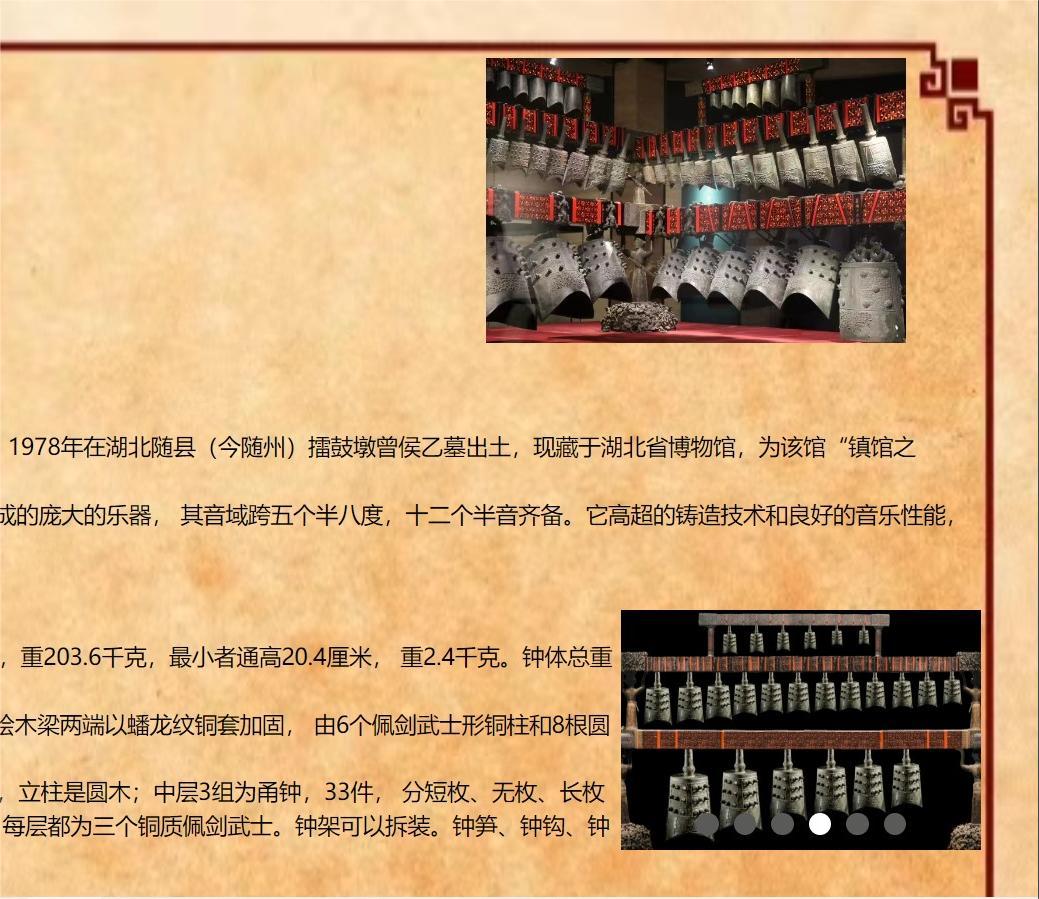 1978年在湖北随县（今随州）擂鼓墩曾侯乙墓出土，现藏于湖北省博物馆，为该馆“镇馆之
成的庞大的乐器， 其音域跨五个半八度，十二个半音齐备。它高超的铸造技术和良好的音乐性能，
，重203.6千克，最小者通高20.4厘米， 重2.4千克。钟体总重
绘木梁两端以蟠龙纹铜套加固， 由6个佩剑武士形铜柱和8根圆
，立柱是圆木；中层3组为甬钟，33件， 分短枚、无枚、长枚
每层都为三个铜质佩剑武士。钟架可以拆装。钟笋、钟钩、钟